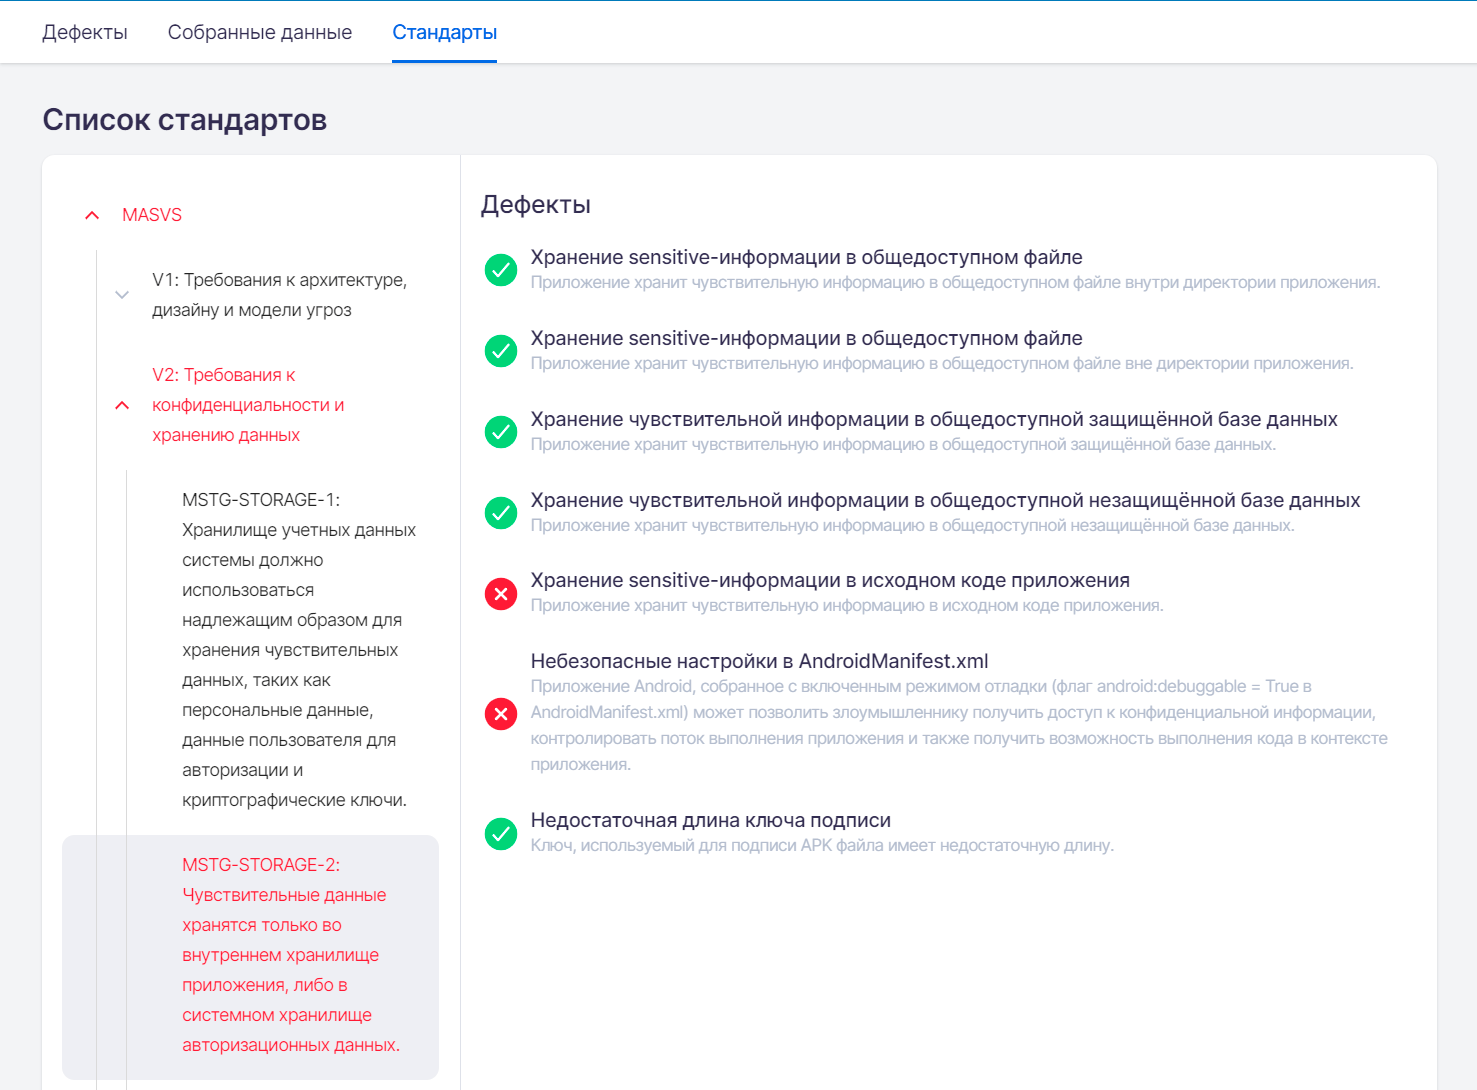 Дефекты
Собранные данные
Стандарты
Список стандартов
MASVS
V1: Требования к архитектуре,
дизайну и модели угроз
V2: Требования к
конфиденциальности и
хранению данных
MSTG-STORAGE-1:
Хранилище учетных данных
системы должно
использоваться
надлежащим образом для
хранения чувствительных
данных, таких как
персональные данные,
данные пользователя для
авторизации и
криптографические ключи.
MSTG-STORAGE-2:
Чувствительные данные
хранятся только во
внутреннем хранилище
приложения, либо в
системном хранилище
авторизационных данных.
Дефекты
Хранение sensitive-информации в общедоступном файле
Приложение хранит чувствительную информацию в общедоступном файле внутри директории приложения.
Хранение sensitive-информации в общедоступном файле
Приложение хранит чувствительную информацию в общедоступном файле вне директории приложения.
Хранение чувствительной информации в общедоступной защищённой базе данных
Приложение хранит чувствительную информацию в общедоступной защищённой базе данных.
Хранение чувствительной информации в общедоступной незащищённой базе данных
Приложение хранит чувствительную информацию в общедоступной незащищённой базе данных.
Хранение sensitive-информации в исходном коде приложения
Приложение хранит чувствительную информацию в исходном коде приложения.
Небезопасные настройки в AndroidManifest.xml
Приложение Android, собранное с включенным режимом отладки (флаг android:debuggable = True в
AndroidManifest.xml) может позволить злоумышленнику получить доступ к конфиденциальной информации,
контролировать поток выполнения приложения и также получить возможность выполнения кода в контексте
приложения.
Недостаточная длина ключа подписи
Ключ, используемый для подписи APK файла имеет недостаточную длину.